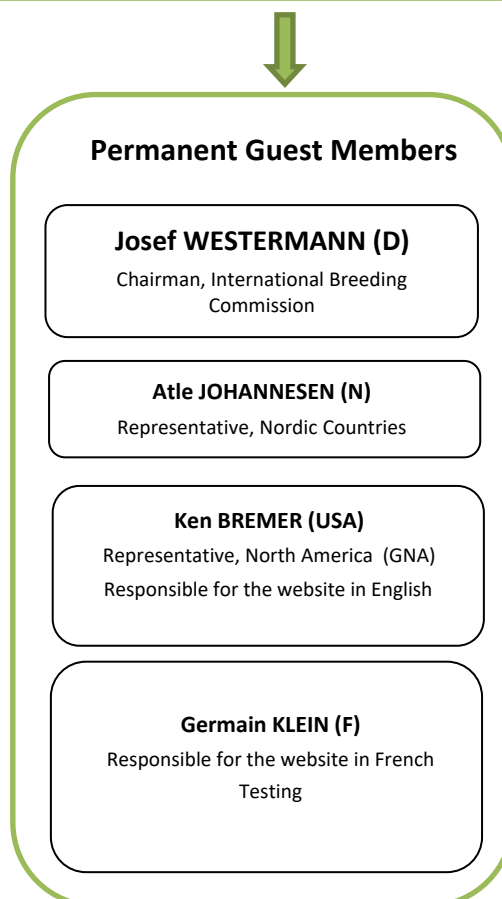 Permanent Guest Members
Josef WESTERMANN (D)
Chairman, International Breeding
Commission
Atle JOHANNESEN (N)
Representative, Nordic Countries
Ken BREMER (USA)
Representative, North America (GNA)
Responsible for the website in English
Germain KLEIN (F)
Responsible for the website in French
Testing